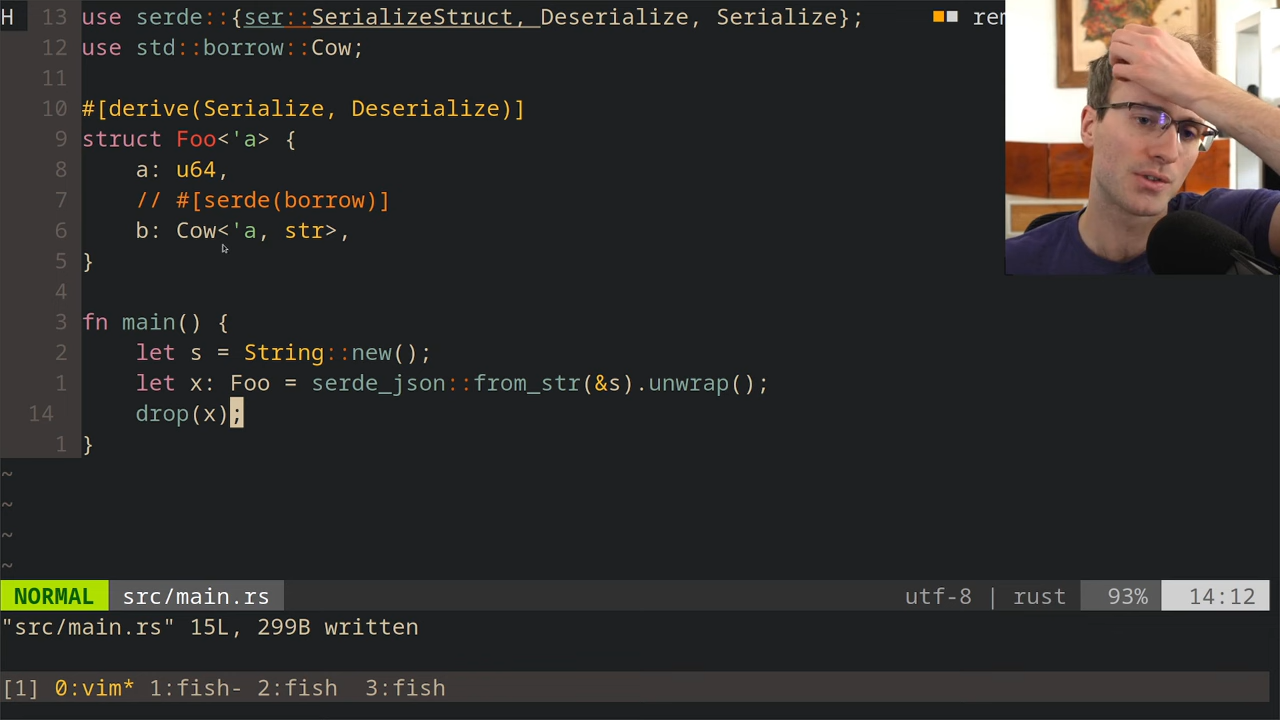 H 13 use serde::{ser::SerializeStruct, Deserialize, Serialize}; ■■ ren
12 use std::borrow::Cow;
11
10 #[derive(Serialize, Deserialize)]
9 struct Foo<'a> {
8 a: u64,
7 // #[serde(borrow)]
6 b: Cow<'a, str>,
5 }
4
3 fn main() {
2 let s = String::new();
1 let x: Foo = serde_json::from_str(&s).unwrap();
14 drop(x);
1 }
~
~
~
~
NORMAL src/main.rs utf-8 | rust 93% 14:12
"src/main.rs" 15L, 299B written
[1] 0:vim* 1:fish- 2:fish 3:fish